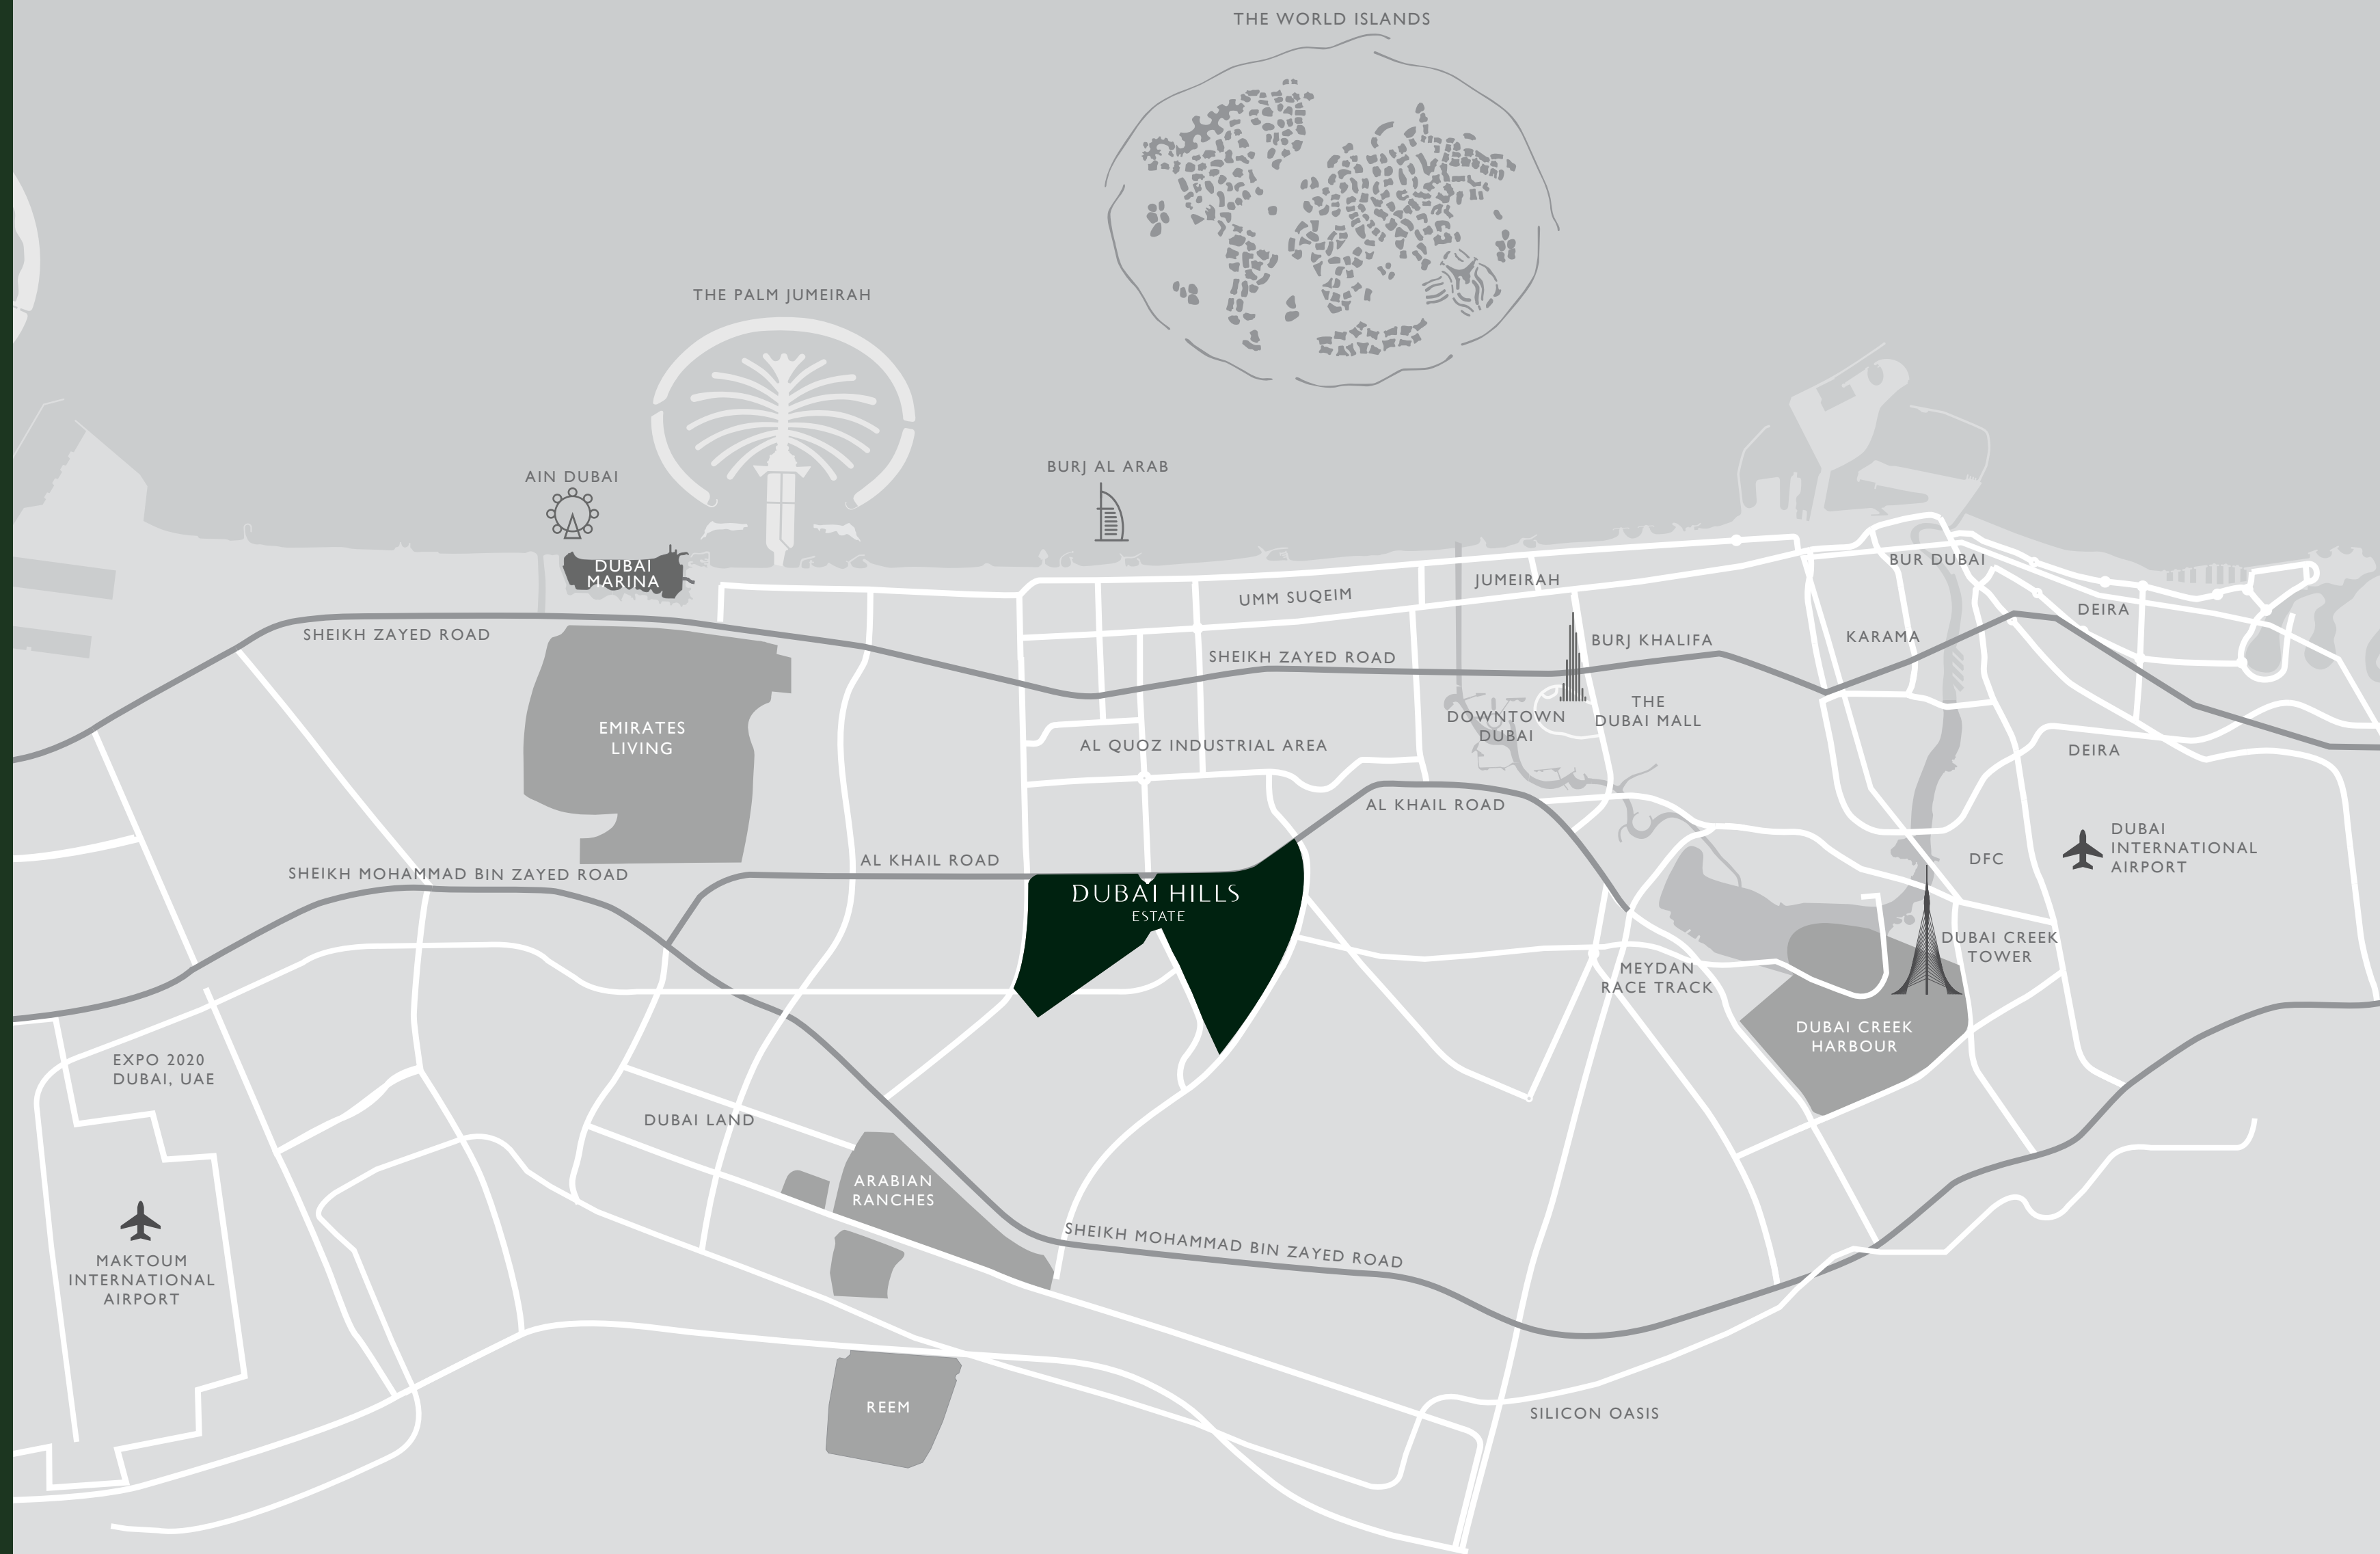 THE WORLD ISLANDS
THE PALM JUMEIRAH
AIN DUBAI
BURJ AL ARAB
DUBAI
MARINA
BUR DUBAI
JUMEIRAH
UMM SUQEIM
DEIRA
SHEIKH ZAYED ROAD
BURJ KHALIFA
KARAMA
SHEIKH ZAYED ROAD
EMIRATES
LIVING
DOWNTOWN
DUBAI
THE
DUBAI MALL
AL QUOZ INDUSTRIAL AREA
DEIRA
AL KHAIL ROAD
DUBAI
INTERNATIONAL
AIRPORT
DFC
AL KHAIL ROAD
SHEIKH MOHAMMAD BIN ZAYED ROAD
DUBAI HILLS
ESTATE
DUBAI CREEK
TOWER
MEYDAN
RACE TRACK
DUBAI CREEK
HARBOUR
EXPO 2020
DUBAI, UAE
DUBAI LAND
ARABIAN
RANCHES
SHEIKH MOHAMMAD BIN ZAYED ROAD
MAKTOUM
INTERNATIONAL
AIRPORT
REEM
SILICON OASIS